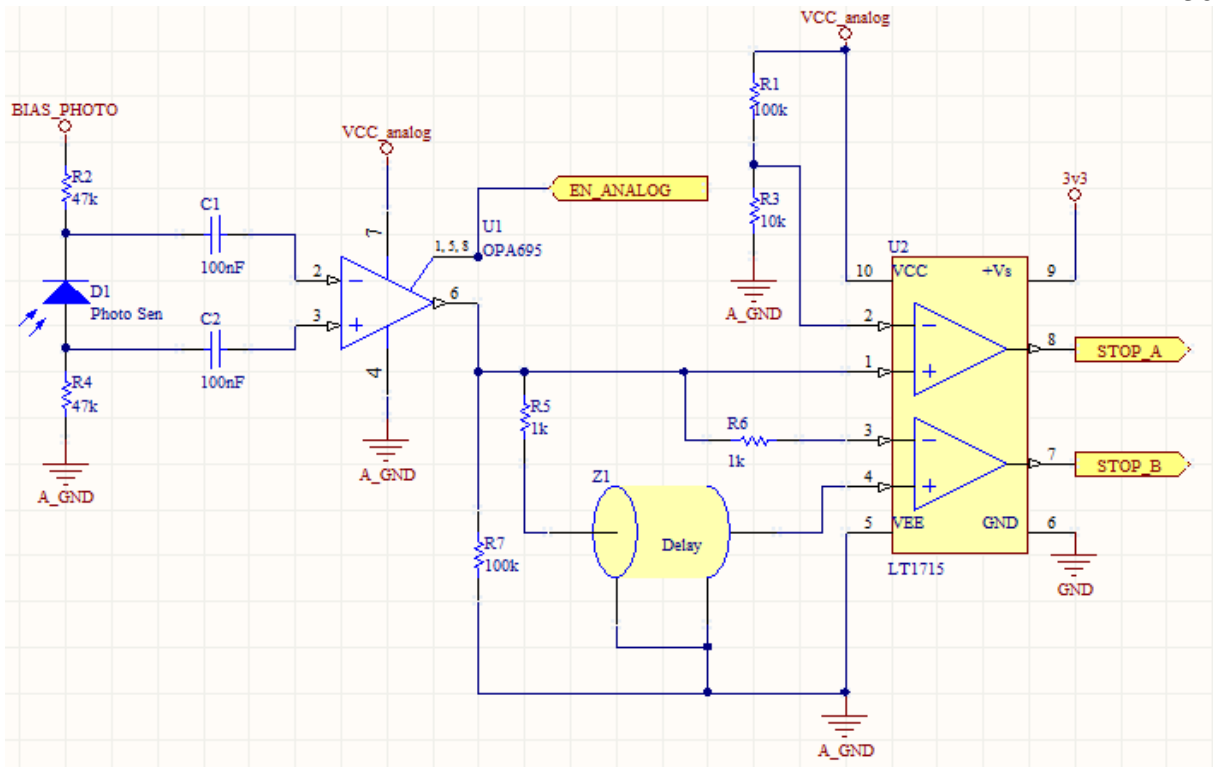 VCC_analog
R1
100k
BIAS_PHOTO
VCC_analog
R2
47k
EN_ANALOG
3v3
R3
10k
C1
7
U1
1, 5, 8
OPA695
U2
100nF
2
10
VCC
+Vs
9
A_GND
D1
Photo Sen
6
C2
3
2
8
STOP_A
R4
47k
100nF
4
1
R5
1k
R6
1k
3
A_GND
A_GND
7
STOP_B
Z1
4
5
VEE
GND
6
R7
100k
Delay
LT1715
GND
A_GND